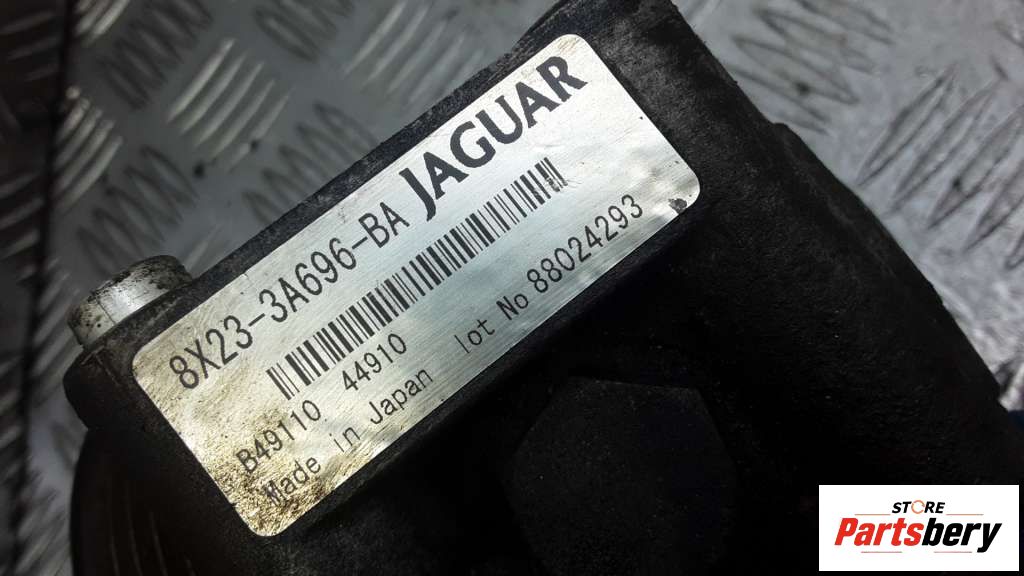 JAGUAR
8X23-3A696-BA
B49110 44910
Made in Japan lot No 88024293
STORE
Partsbery